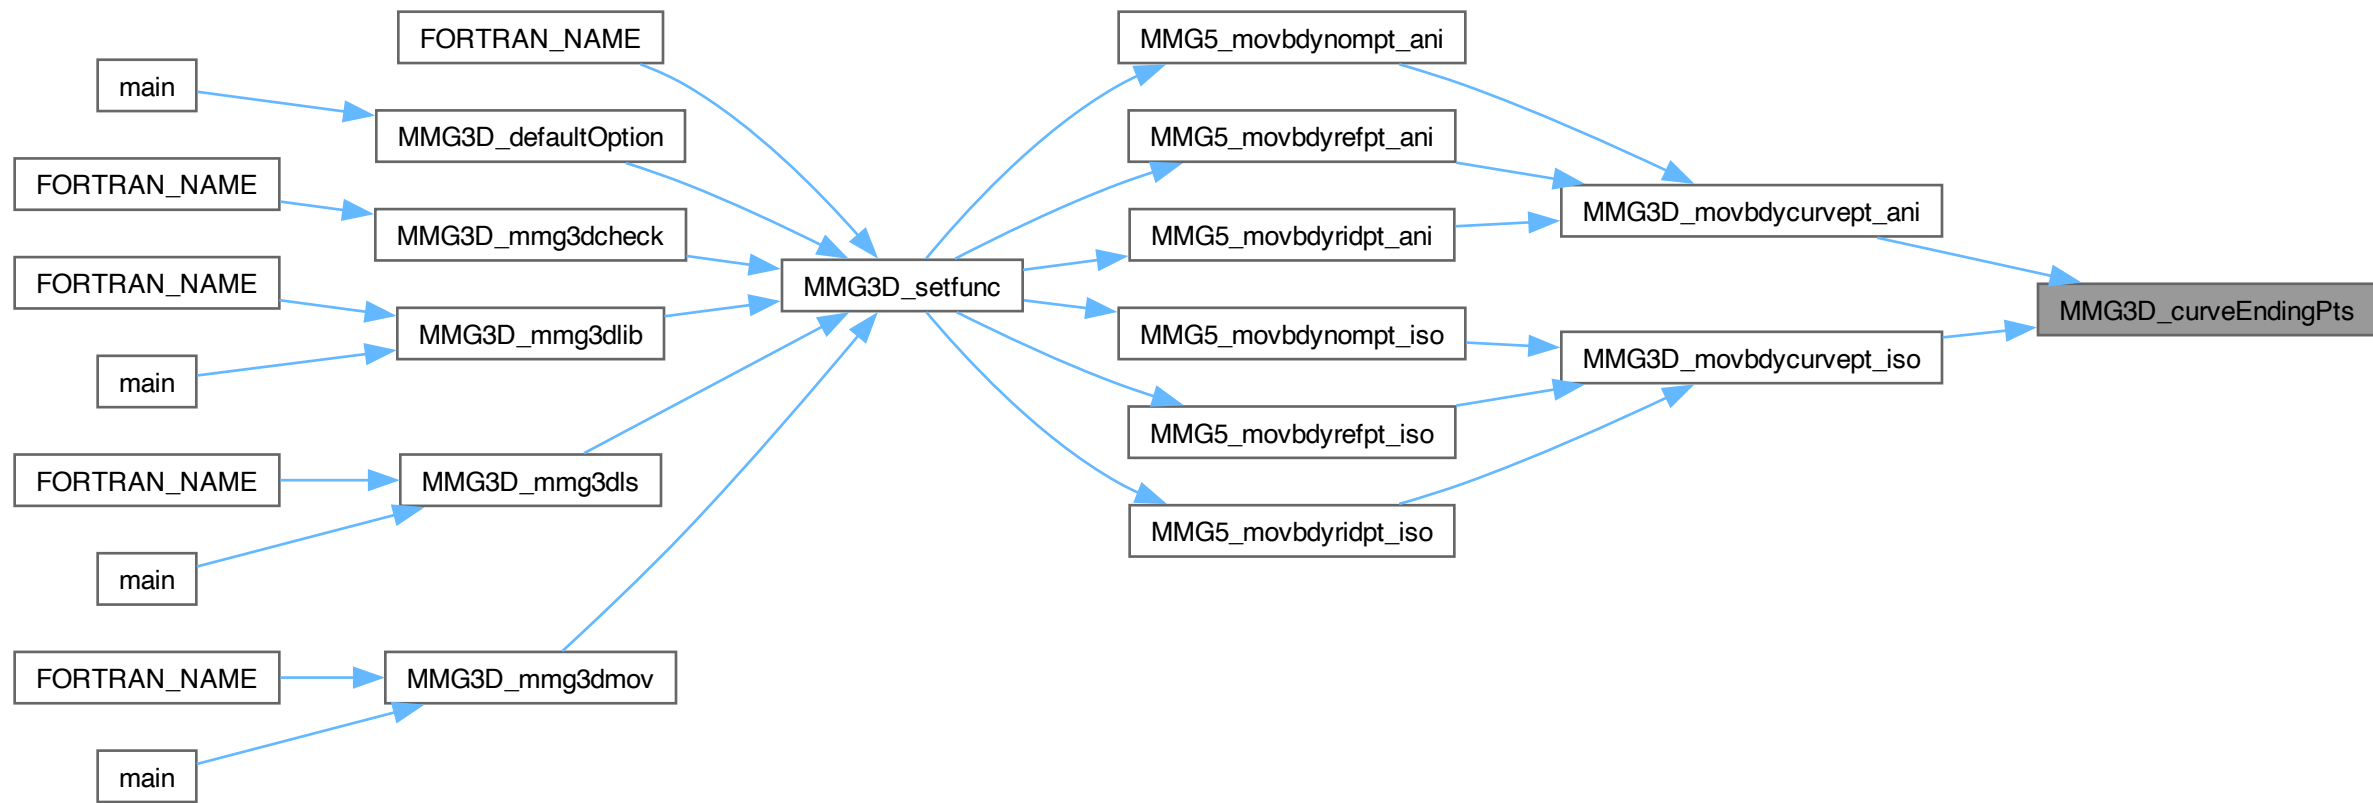 FORTRAN_NAME
main
MMG3D_defaultOption
FORTRAN_NAME
MMG3D_mmg3dcheck
FORTRAN_NAME
MMG3D_mmg3dlib
main
FORTRAN_NAME
MMG3D_mmg3dls
main
FORTRAN_NAME
MMG3D_mmg3dmov
main
MMG3D_setfunc
MMG5_movbdynompt_ani
MMG5_movbdyrefpt_ani
MMG5_movbdyridpt_ani
MMG5_movbdynompt_iso
MMG5_movbdyrefpt_iso
MMG5_movbdyridpt_iso
MMG3D_movbdycurvept_ani
MMG3D_movbdycurvept_iso
MMG3D_curveEndingPts